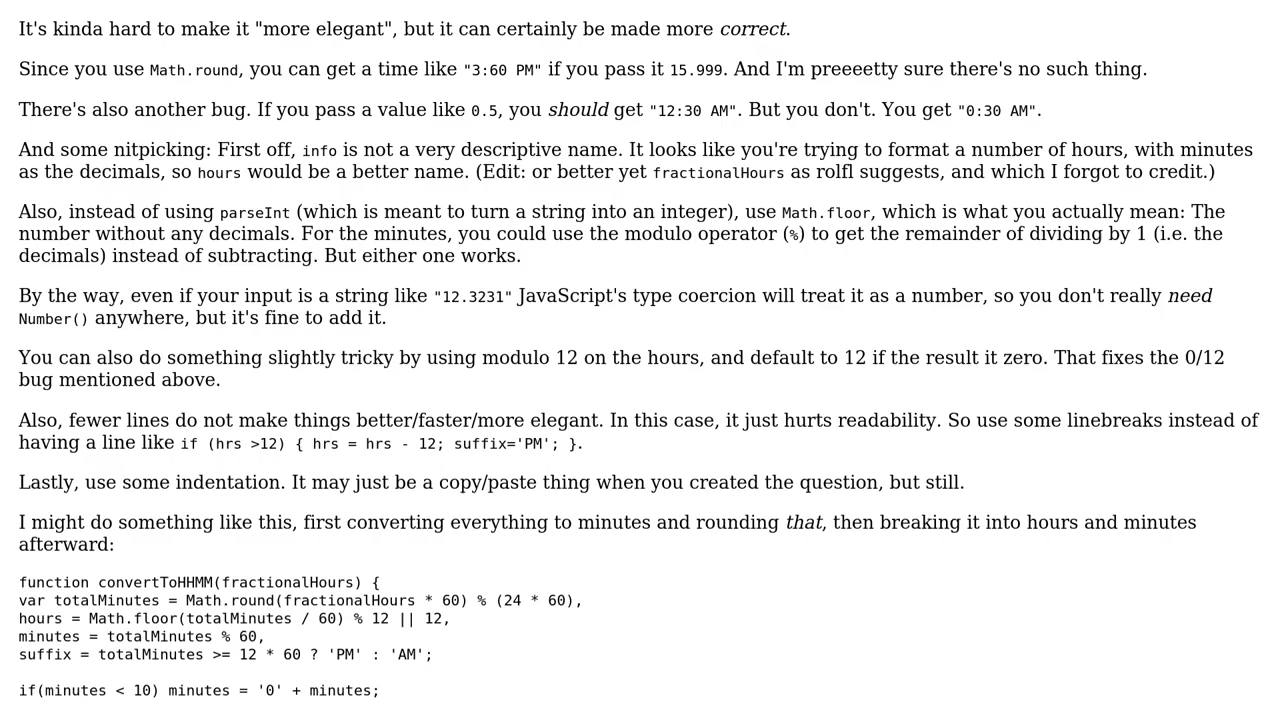 It's kinda hard to make it "more elegant", but it can certainly be made more correct.
Since you use Math.round, you can get a time like "3:60 PM" if you pass it 15.999. And I'm preeeetty sure there's no such thing.
There's also another bug. If you pass a value like 0.5, you should get "12:30 AM". But you don't. You get "0:30 AM".
And some nitpicking: First off, info is not a very descriptive name. It looks like you're trying to format a number of hours, with minutes
as the decimals, so hours would be a better name. (Edit: or better yet fractionalHours as rolfl suggests, and which I forgot to credit.)
Also, instead of using parseInt (which is meant to turn a string into an integer), use Math.floor, which is what you actually mean: The
number without any decimals. For the minutes, you could use the modulo operator (%) to get the remainder of dividing by 1 (i.e. the
decimals) instead of subtracting. But either one works.
By the way, even if your input is a string like "12.3231" JavaScript's type coercion will treat it as a number, so you don't really need
Number() anywhere, but it's fine to add it.
You can also do something slightly tricky by using modulo 12 on the hours, and default to 12 if the result it zero. That fixes the 0/12
bug mentioned above.
Also, fewer lines do not make things better/faster/more elegant. In this case, it just hurts readability. So use some linebreaks instead of
having a line like if (hrs >12) { hrs = hrs - 12; suffix='PM'; }.
Lastly, use some indentation. It may just be a copy/paste thing when you created the question, but still.
I might do something like this, first converting everything to minutes and rounding that, then breaking it into hours and minutes
afterward:
function convertToHHMM(fractionalHours) {
var totalMinutes = Math.round(fractionalHours * 60) % (24 * 60),
hours = Math.floor(totalMinutes / 60) % 12 || 12,
minutes = totalMinutes % 60,
suffix = totalMinutes >= 12 * 60 ? 'PM' : 'AM';
if(minutes < 10) minutes = '0' + minutes;